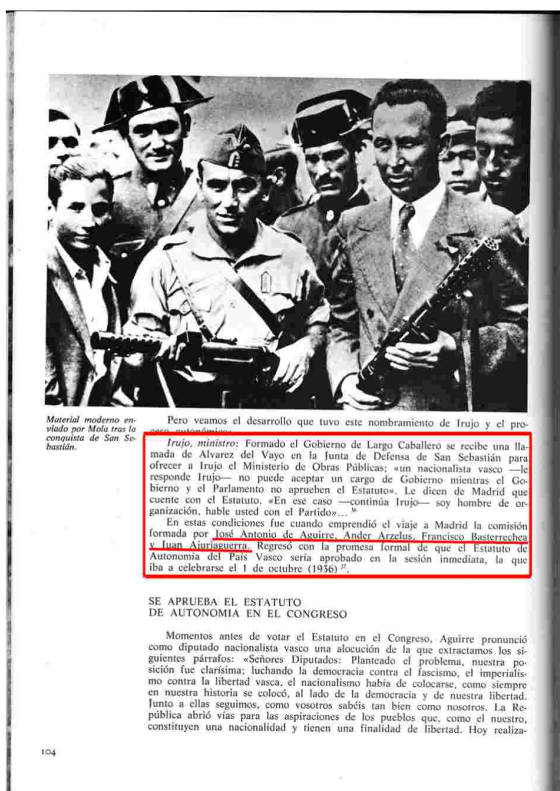 Material moderno en-
viado por Mola tras la
conquista de San Se-
bastián.
Pero veamos el desarrollo que tuvo este nombramiento de Irujo y el pro-
Irujo, ministro: Formado el Gobierno de Largo Caballero se recibe una lla-
mada de Alvarez del Vayo en la Junta de Defensa de San Sebastián para
ofrecer a Irujo el Ministerio de Obras Públicas; «un nacionalista vasco —le
responde Irujo— no puede aceptar un cargo de Gobierno mientras el Go-
bierno y el Parlamento no aprueben el Estatuto». Le dicen de Madrid que
cuente con el Estatuto. «En ese caso —continúa Irujo— soy hombre de or-
ganización, hable usted con el Partido»... 36
En estas condiciones fue cuando emprendió el viaje a Madrid la comisión
formada por José Antonio de Aguirre, Ander Arzelus, Francisco Basterrechea
y Juan Ajuriaguerra. Regresó con la promesa formal de que el Estatuto de
Autonomía del País Vasco sería aprobado en la sesión inmediata, la que
iba a celebrarse el 1 de octubre (1936) 37.
SE APRUEBA EL ESTATUTO
DE AUTONOMIA EN EL CONGRESO
Momentos antes de votar el Estatuto en el Congreso, Aguirre pronunció
como diputado nacionalista vasco una alocución de la que extractamos los si-
guientes párrafos: «Señores Diputados: Planteado el problema, nuestra po-
sición fue clarísima; luchando la democracia contra el fascismo, el imperialis-
mo contra la libertad vasca, el nacionalismo había de colocarse, como siempre
en nuestra historia se colocó, al lado de la democracia y de nuestra libertad.
Junto a ellas seguimos, como vosotros sabéis tan bien como nosotros. La Re-
pública abrió vías para las aspiraciones de los pueblos que, como el nuestro,
constituyen una nacionalidad y tienen una finalidad de libertad. Hoy realiza-
104